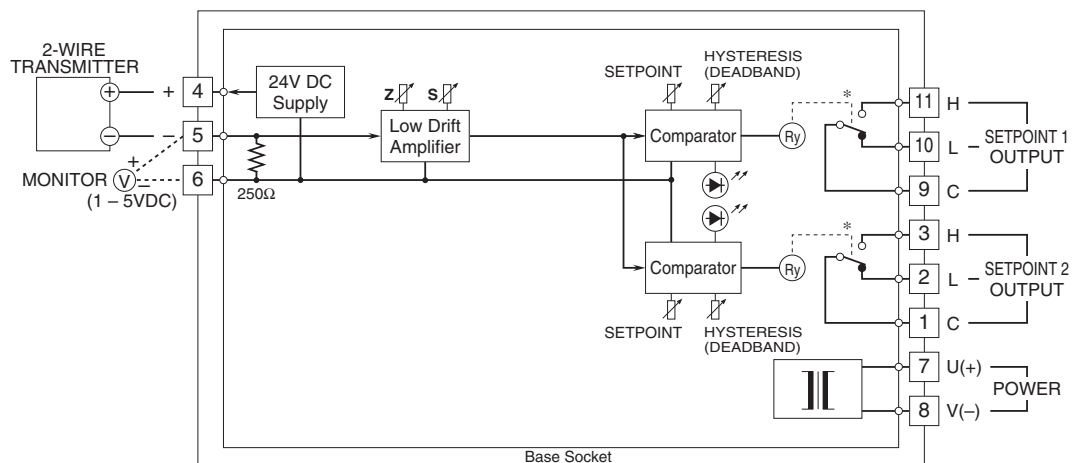 2-WIRE
TRANSMITTER
+
−
+
−
4
5
6
+
−
MONITOR V
(1 – 5VDC)
24V DC
Supply
250Ω
Z
S
Low Drift
Amplifier
SETPOINT
HYSTERESIS
(DEADBAND)
Comparator
Ry
*
11 H
10 L
9 C
SETPOINT 1
OUTPUT
Comparator
Ry
*
SETPOINT
HYSTERESIS
(DEADBAND)
3 H
2 L
1 C
SETPOINT 2
OUTPUT
7 U(+)
8 V(–)
POWER
Base Socket